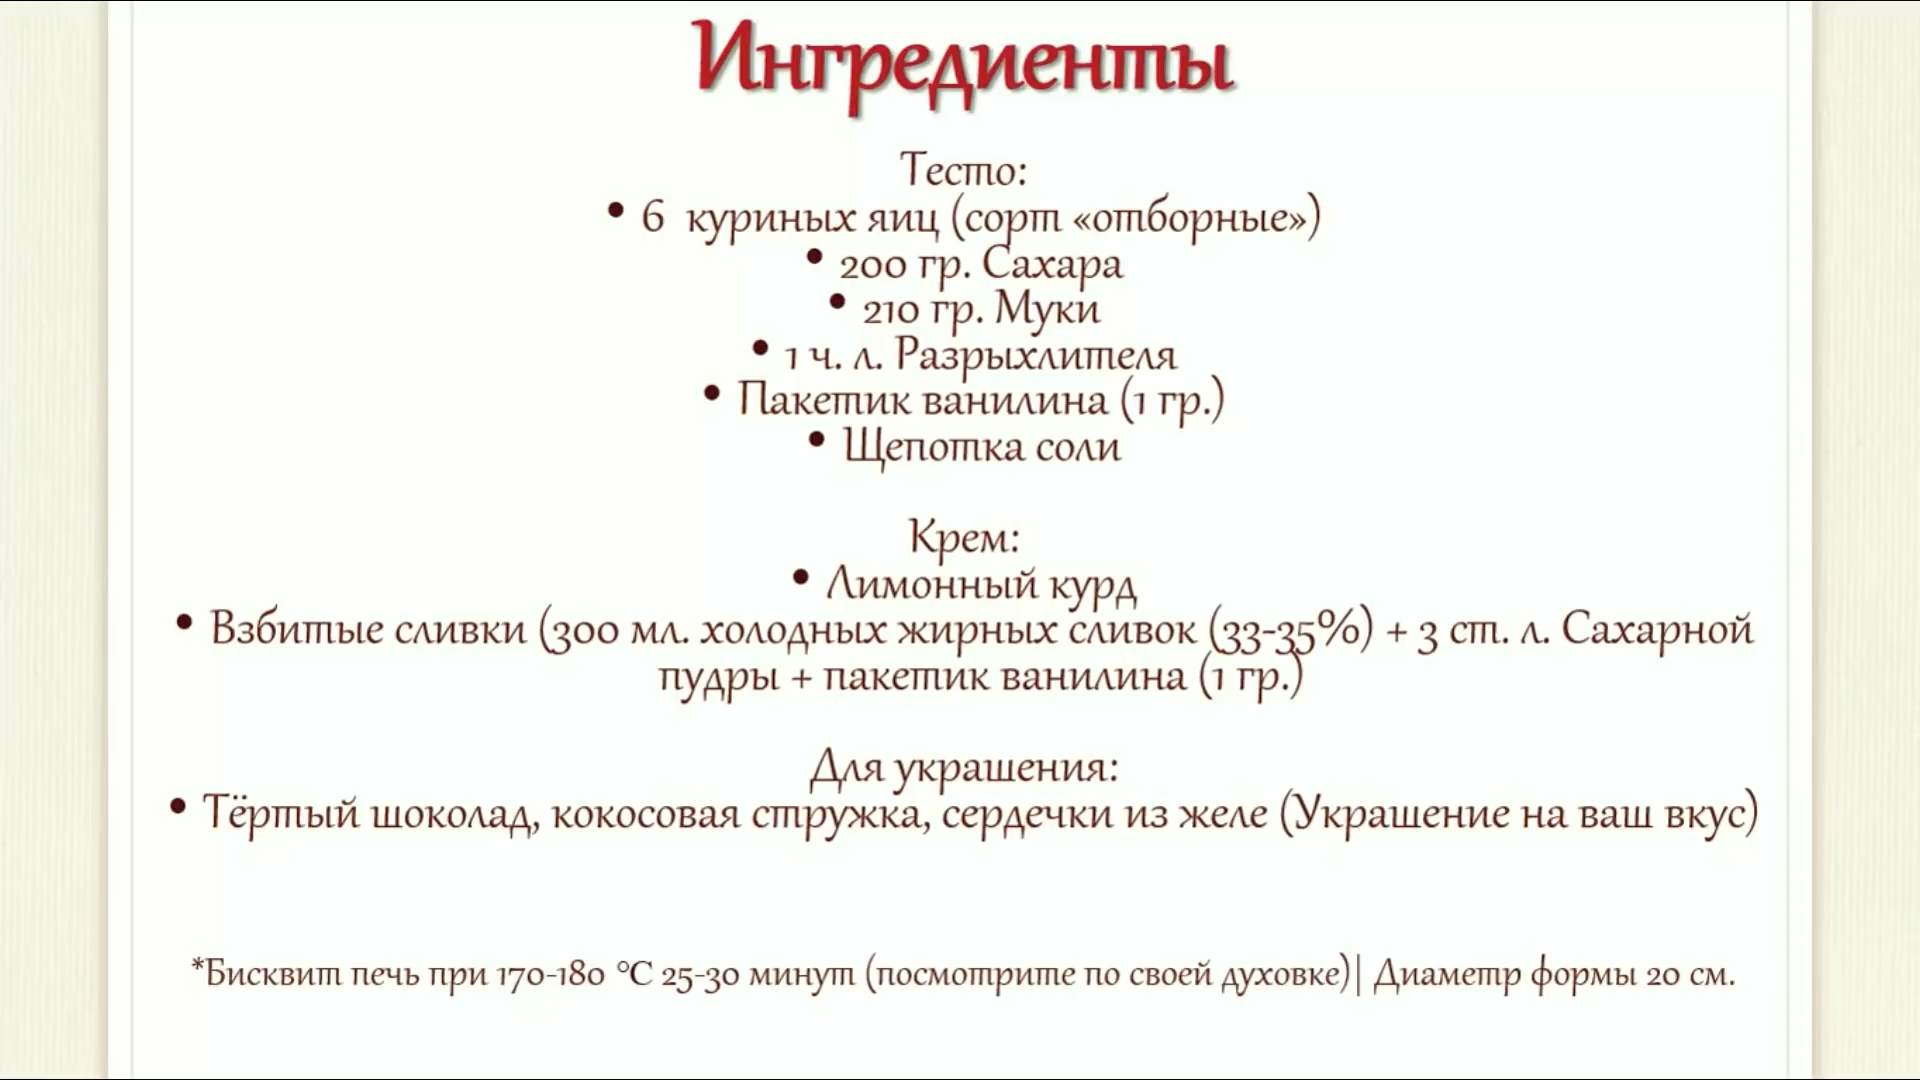 Ингредиенты
Тесто:
• 6 куриных яиц (сорт «отборные»)
• 200 гр. Сахара
• 210 гр. Муки
• 1 ч. л. Разрыхлителя
• Пакетик ванилина (1 гр.)
• Щепотка соли
Крем:
• Лимонный курд
• Взбитые сливки (300 мл. холодных жирных сливок (33-35%) + 3 ст. л. Сахарной
пудры + пакетик ванилина (1 гр.)
Для украшения:
• Тёртый шоколад, кокосовая стружка, сердечки из желе (Украшение на ваш вкус)
*Бисквит печь при 170-180 °С 25-30 минут (посмотрите по своей духовке)| Диаметр формы 20 см.